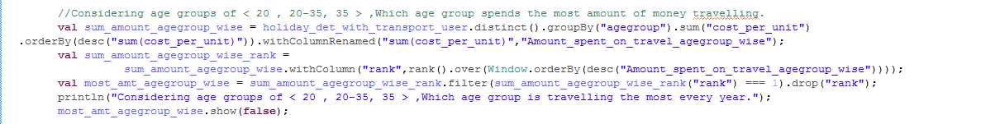 //Considering age groups of < 20 , 20-35, 35 > ,Which age group spends the most amount of money travelling.
val sum_amount_agegroup_wise = holiday_det_with_transport_user.distinct().groupBy("agegroup").sum("cost_per_unit")
.orderBy(desc("sum(cost_per_unit)")).withColumnRenamed("sum(cost_per_unit)","Amount_spent_on_travel_agegroup_wise");
val sum_amount_agegroup_wise_rank =
sum_amount_agegroup_wise.withColumn("rank",rank().over(Window.orderBy(desc("Amount_spent_on_travel_agegroup_wise"))));
val most_amt_agegroup_wise = sum_amount_agegroup_wise_rank.filter(sum_amount_agegroup_wise_rank("rank") === 1).drop("rank");
println("Considering age groups of < 20 , 20-35, 35 > ,Which age group is travelling the most every year.");
most_amt_agegroup_wise.show(false);